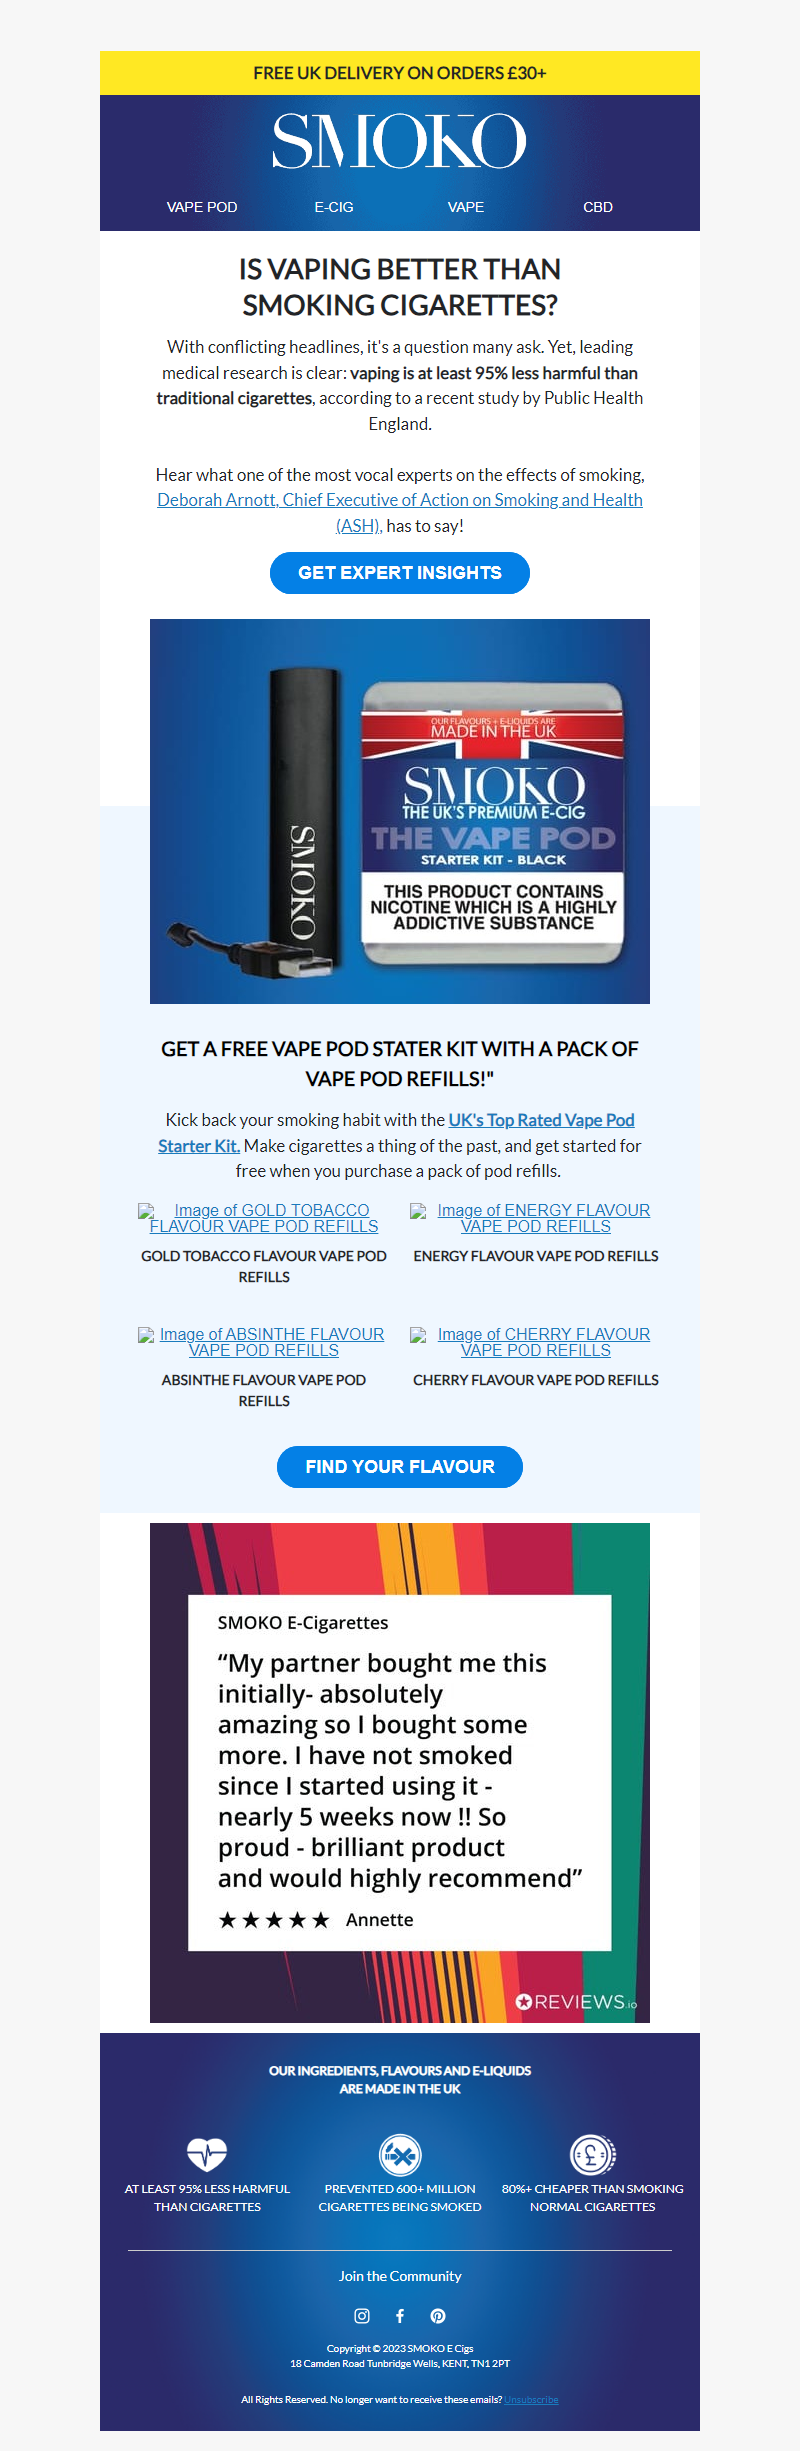 FREE UK DELIVERY ON ORDERS £30+
SMOKO
VAPE POD E-CIG VAPE CBD
IS VAPING BETTER THAN
SMOKING CIGARETTES?
With conflicting headlines, it's a question many ask. Yet, leading
medical research is clear: vaping is at least 95% less harmful than
traditional cigarettes, according to a recent study by Public Health
England.
Hear what one of the most vocal experts on the effects of smoking,
Deborah Arnott, Chief Executive of Action on Smoking and Health
(ASH), has to say!
GET EXPERT INSIGHTS
SMOKO
OUR FLAVOURS + E-LIQUIDS ARE
MADE IN THE UK
SMOKO
THE UK'S PREMIUM E-CIG
THE VAPE POD
STARTER KIT - BLACK
THIS PRODUCT CONTAINS
NICOTINE WHICH IS A HIGHLY
ADDICTIVE SUBSTANCE
GET A FREE VAPE POD STATER KIT WITH A PACK OF
VAPE POD REFILLS!"
Kick back your smoking habit with the UK's Top Rated Vape Pod
Starter Kit. Make cigarettes a thing of the past, and get started for
free when you purchase a pack of pod refills.
Image of GOLD TOBACCO
FLAVOUR VAPE POD REFILLS
GOLD TOBACCO FLAVOUR VAPE POD
REFILLS
Image of ENERGY FLAVOUR
VAPE POD REFILLS
ENERGY FLAVOUR VAPE POD REFILLS
Image of ABSINTHE FLAVOUR
VAPE POD REFILLS
ABSINTHE FLAVOUR VAPE POD
REFILLS
Image of CHERRY FLAVOUR
VAPE POD REFILLS
CHERRY FLAVOUR VAPE POD REFILLS
FIND YOUR FLAVOUR
SMOKO E-Cigarettes
“My partner bought me this
initially- absolutely
amazing so I bought some
more. I have not smoked
since I started using it -
nearly 5 weeks now !! So
proud - brilliant product
and would highly recommend”
★★★★★ Annette
REVIEWS.io
OUR INGREDIENTS, FLAVOURS AND E-LIQUIDS
ARE MADE IN THE UK
AT LEAST 95% LESS HARMFUL
THAN CIGARETTES
PREVENTED 600+ MILLION
CIGARETTES BEING SMOKED
80%+ CHEAPER THAN SMOKING
NORMAL CIGARETTES
Join the Community
Copyright © 2023 SMOKO E Cigs
18 Camden Road Tunbridge Wells, KENT, TN1 2PT
All Rights Reserved. No longer want to receive these emails? Unsubscribe